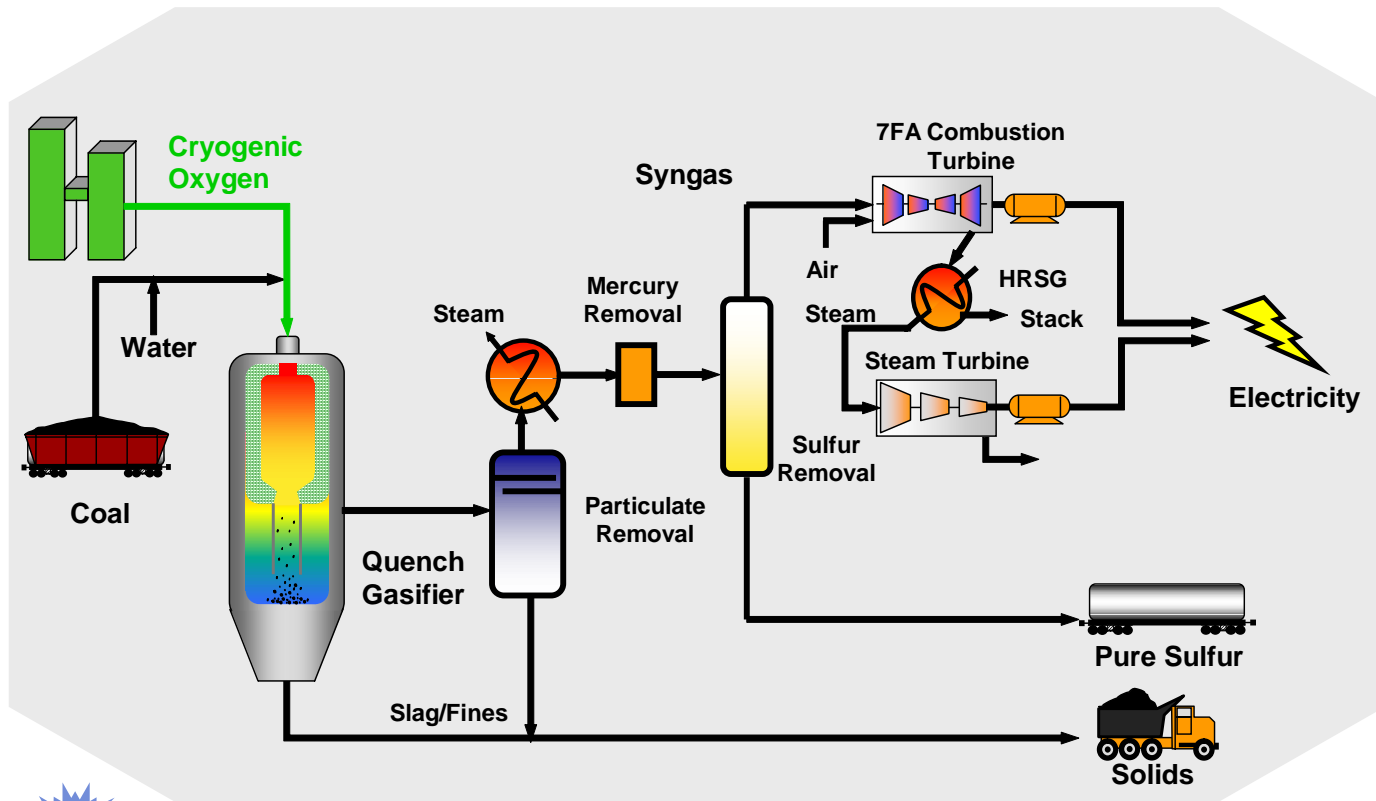 7FA Combustion
Turbine
Cryogenic
Oxygen
Syngas
Air
HRSG
Mercury
Removal
Steam
Steam
Stack
Water
Steam Turbine
Electricity
Sulfur
Removal
Coal
Particulate
Removal
Quench
Gasifier
Pure Sulfur
Slag/Fines
Solids